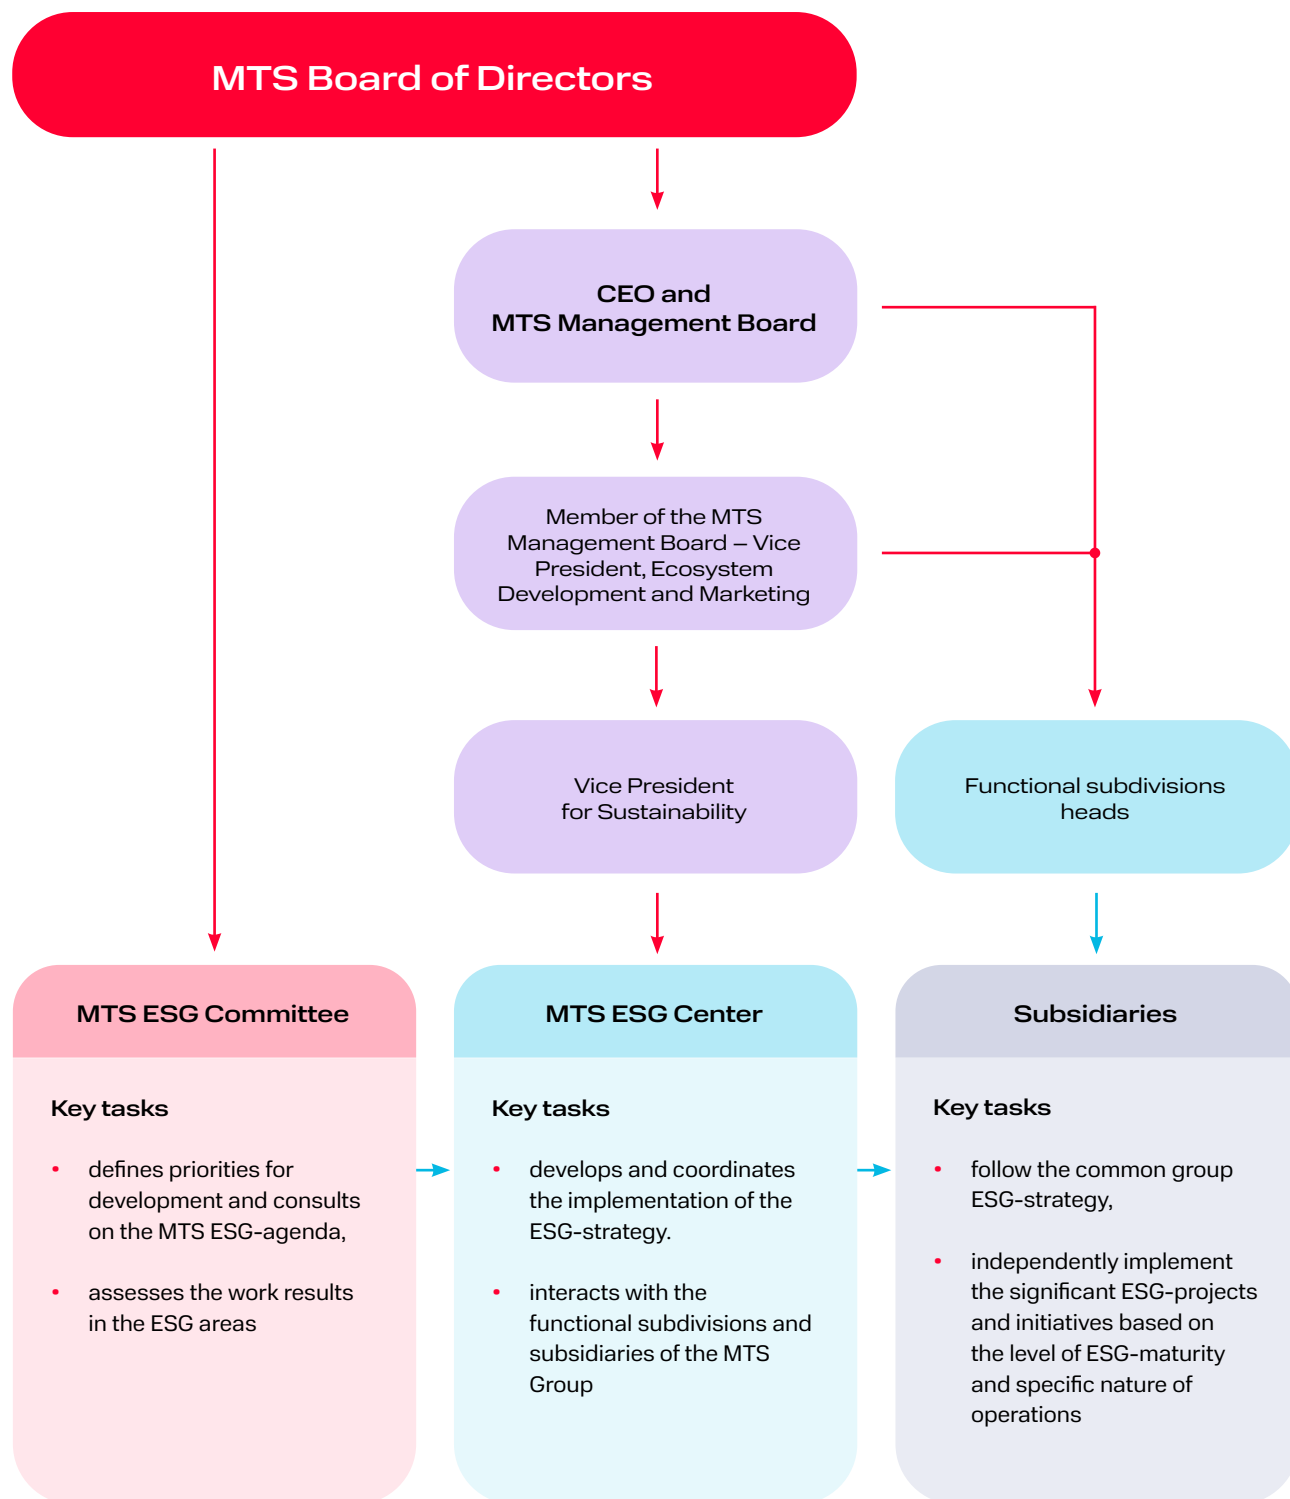 MTS Board of Directors
CEO and
MTS Management Board
Member of the MTS
Management Board – Vice
President, Ecosystem
Development and Marketing
Vice President
for Sustainability
Functional subdivisions
heads
MTS ESG Committee
Key tasks
• defines priorities for
development and consults
on the MTS ESG-agenda,
• assesses the work results
in the ESG areas
MTS ESG Center
Key tasks
• develops and coordinates
the implementation of the
ESG-strategy.
• interacts with the
functional subdivisions and
subsidiaries of the MTS
Group
Subsidiaries
Key tasks
• follow the common group
ESG-strategy,
• independently implement
the significant ESG-projects
and initiatives based on
the level of ESG-maturity
and specific nature of
operations